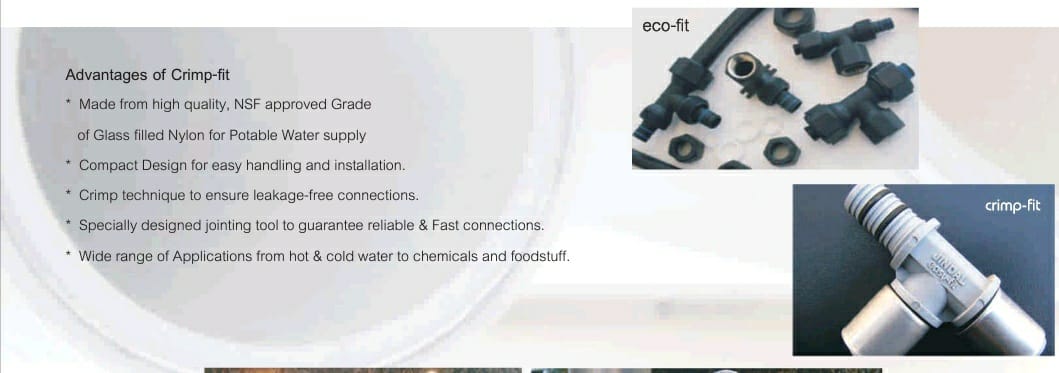 eco-fit
Advantages of Crimp-fit
* Made from high quality, NSF approved Grade
of Glass filled Nylon for Potable Water supply
* Compact Design for easy handling and installation.
* Crimp technique to ensure leakage-free connections.
* Specially designed jointing tool to guarantee reliable & Fast connections.
* Wide range of Applications from hot & cold water to chemicals and foodstuff.
crimp-fit
JINDAL